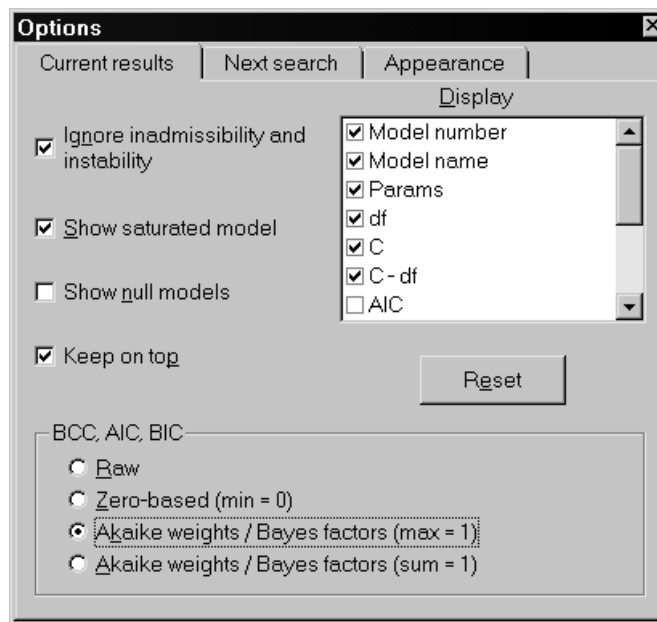 Options
Current results
Next search
Appearance
Display
Ignore inadmissibility and
instability
Show saturated model
Show null models
Keep on top
Model number
Model name
Params
df
C
C - df
AIC
Reset
BCC, AIC, BIC
Raw
Zero-based (min = 0)
Akaike weights / Bayes factors (max = 1)
Akaike weights / Bayes factors (sum = 1)